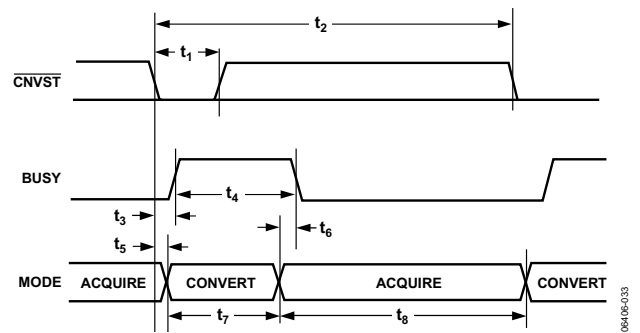 t2
t1
CNVST
BUSY
t4
t3
t6
t5
MODE ACQUIRE CONVERT ACQUIRE CONVERT
t7 t8
06406-033